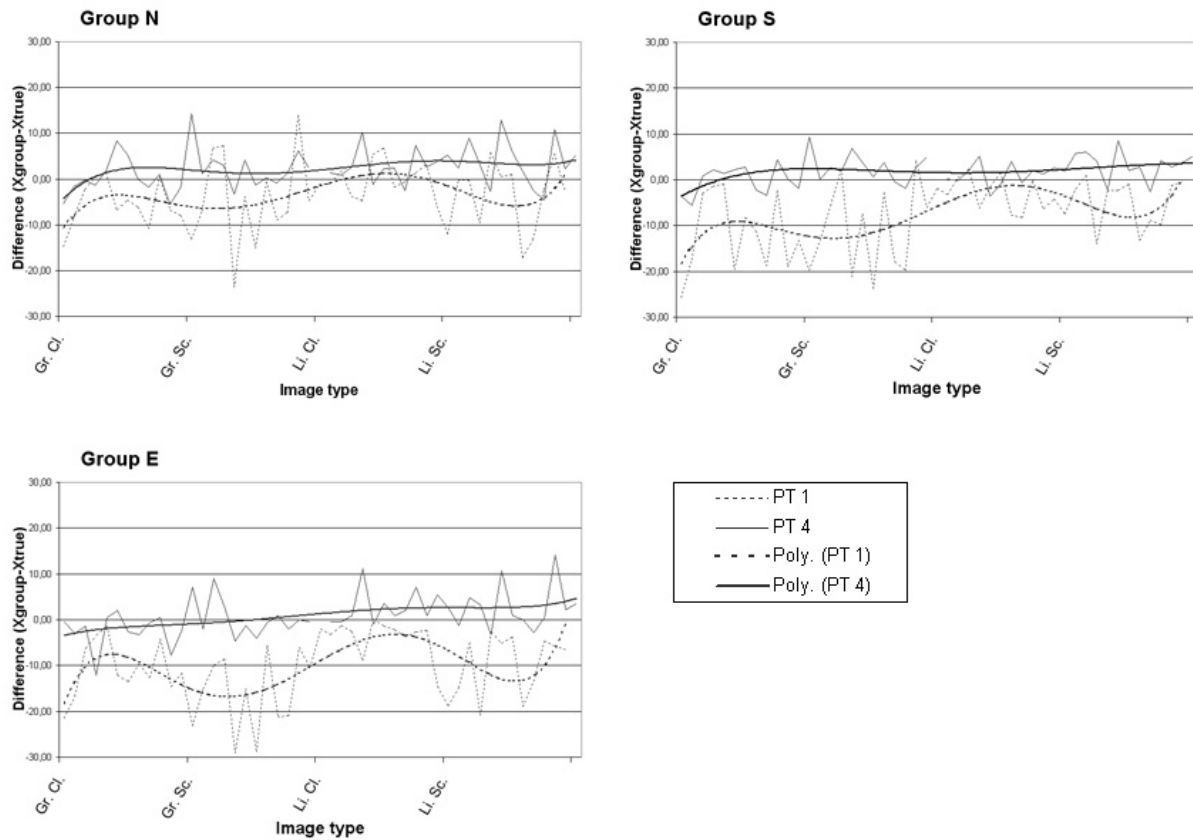 Group N
30,00
20,00
10,00
0,00
-10,00
-20,00
-30,00
Difference (Xgroup-Xtrue)
Gr. Cl.
Gr. Sc.
Li. Cl.
Li. Sc.
Image type
Group S
30,00
20,00
10,00
0,00
-10,00
-20,00
-30,00
Difference (Xgroup-Xtrue)
Gr. Cl.
Gr. Sc.
Li. Cl.
Li. Sc.
Image type
Group E
30,00
20,00
10,00
0,00
-10,00
-20,00
-30,00
Difference (Xgroup-Xtrue)
Gr. Cl.
Gr. Sc.
Li. Cl.
Li. Sc.
Image type
PT 1
PT 4
Poly. (PT 1)
Poly. (PT 4)